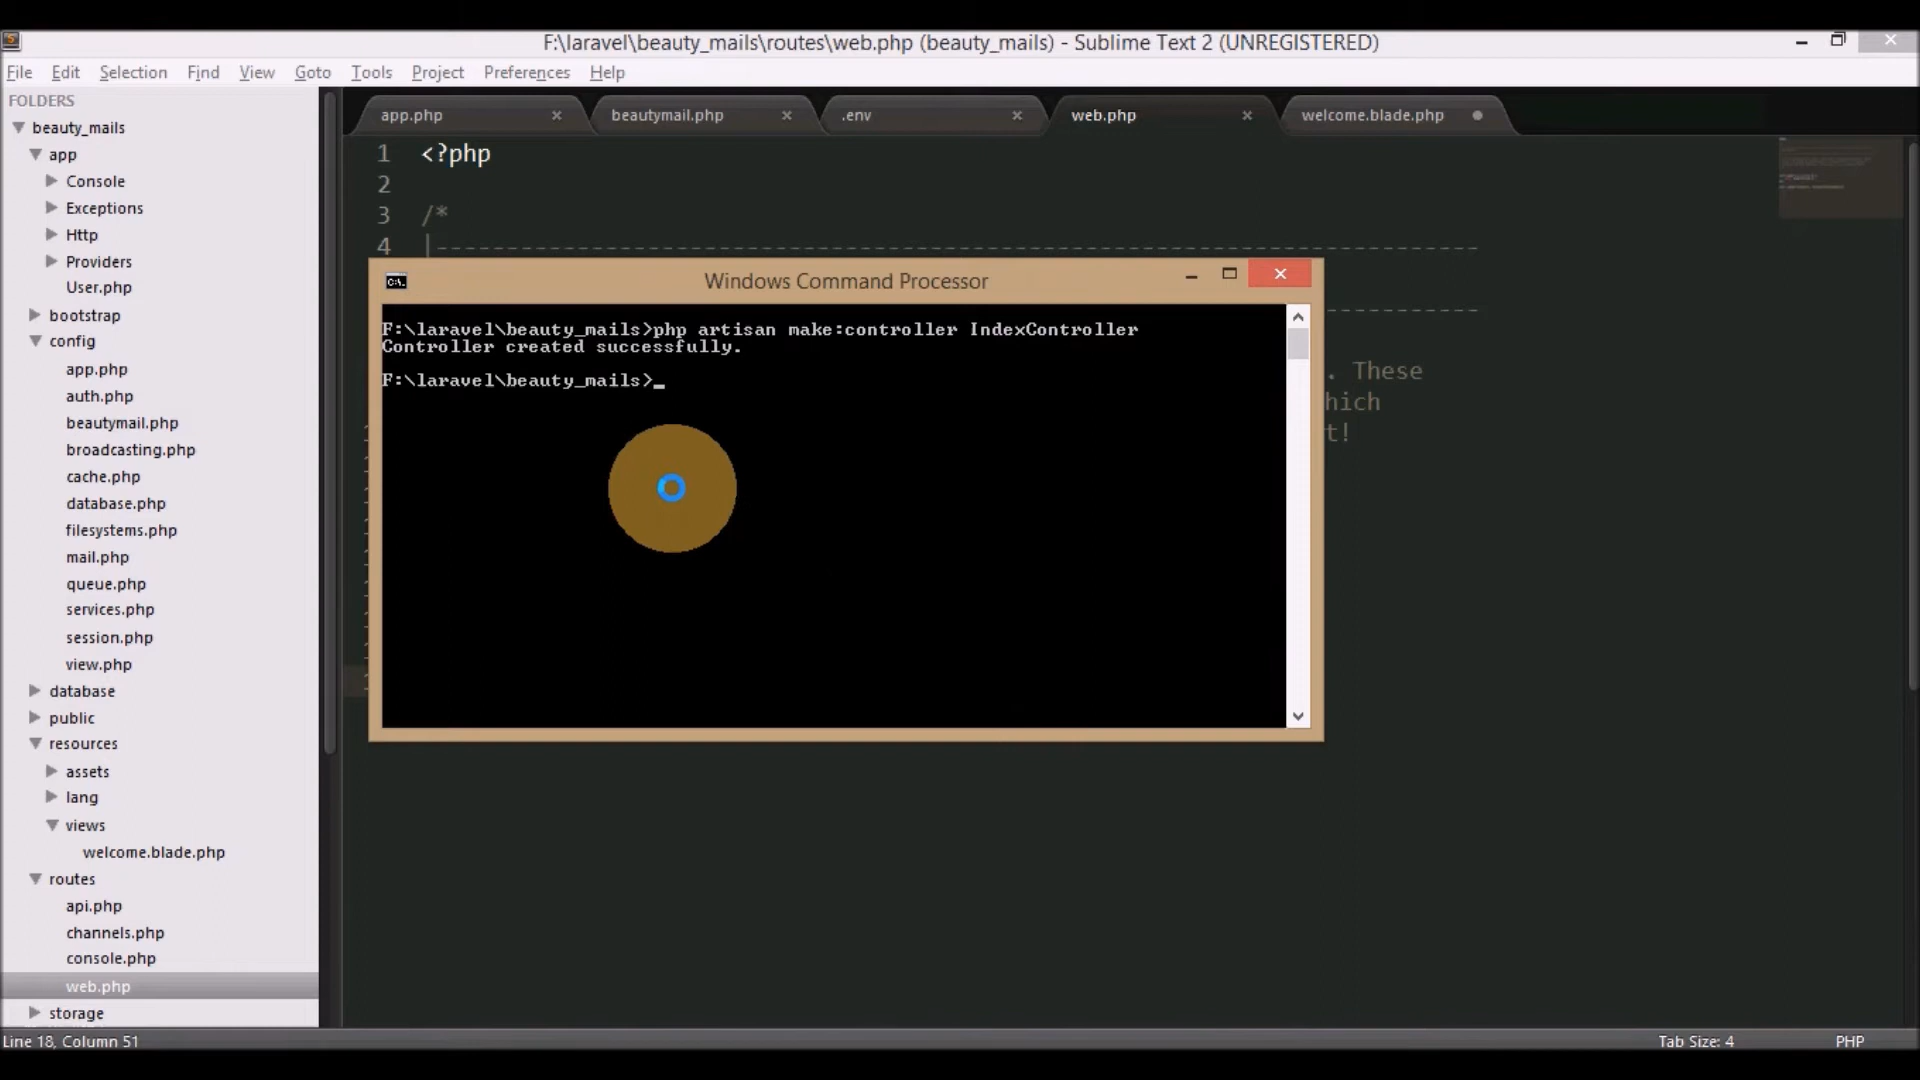 F:\laravel\beauty_mails\routes\web.php (beauty_mails) - Sublime Text 2 (UNREGISTERED)
File Edit Selection Find View Goto Tools Project Preferences Help
FOLDERS
beauty_mails
app
Console
Exceptions
Http
Providers
User.php
bootstrap
config
app.php
auth.php
beautymail.php
broadcasting.php
cache.php
database.php
filesystems.php
mail.php
queue.php
services.php
session.php
view.php
database
public
resources
assets
lang
views
welcome.blade.php
routes
api.php
channels.php
console.php
web.php
storage
app.php beautymail.php .env web.php welcome.blade.php
1 <?php
2
3 /*
4 |--------------------------------------------------------------------------
Windows Command Processor
F:\laravel\beauty_mails>php artisan make:controller IndexController
Controller created successfully.
F:\laravel\beauty_mails>_
. These
hich
t!
Line 18, Column 51
Tab Size: 4 PHP